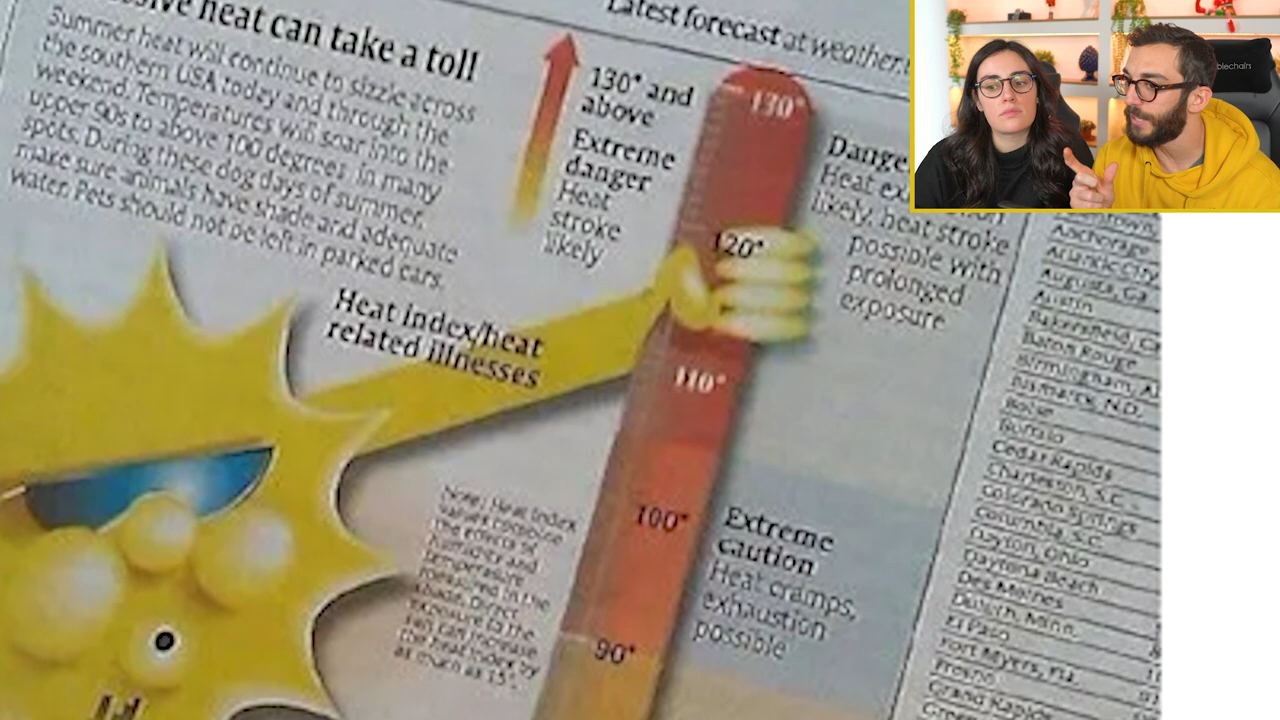 ssive heat can take a toll
Summer heat will continue to sizzle across
the southern USA today and through the
weekend. Temperatures will soar into the
upper 90s to above 100 degrees in many
spots. During these dog days of summer,
make sure animals have shade and adequate
water. Pets should not be left in parked cars.
Latest forecast at weather.
130° and
above
Extreme
danger
Heat
stroke
likely
130°
120°
110°
100°
90°
Dange
Heat ex
likely, heat stroke
possible with
prolonged
exposure
Heat index/heat
related illnesses
Note: Heat index
values combine
the effects of
humidity and
temperature
measured in the
shade. Direct
exposure to the
sun can increase
the heat index by
as much as 15°.
Extreme
caution
Heat cramps,
exhaustion
possible
Anchorage
Atlantic City
Augusta, Ga.
Austin
Bakersfield, Ca
Baton Rouge
Birmingham, Al
Bismarck, N.D.
Boise
Buffalo
Cedar Rapids
Charleston, S.C.
Colorado Springs
Columbia, S.C.
Dayton, Ohio
Daytona Beach
Des Moines
Duluth, Minn.
El Paso
Fort Myers, Fla.
Fresno
Grand Rapids
blechairs